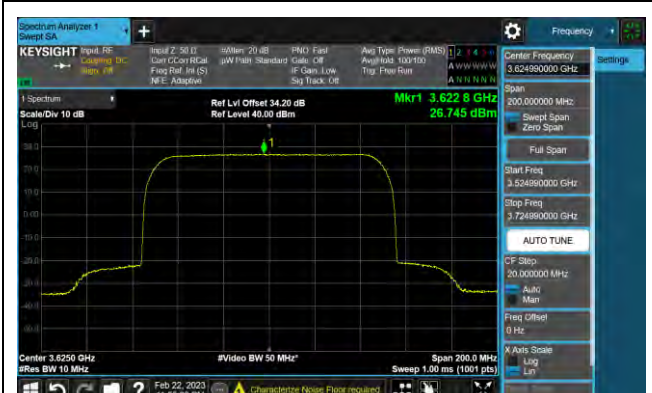 Spectrum Analyzer 1
Swept SA
+
Frequency
KEYSIGHT
Input: RF
Coupling: DC
Align: Off
Input Z: 50 Ω
Corr CCorr RCal
Freq Ref: Int (S)
NFE: Adaptive
#Atten: 20 dB
µW Path: Standard
PNO: Fast
Gate: Off
IF Gain: Low
Sig Track: Off
Avg Type: Power (RMS)
Avg|Hold: 100/100
Trig: Free Run
A W W W W W
A N N N N N
Center Frequency
3.624990000 GHz
Settings
Span
200.000000 MHz
Swept Span
Zero Span
Full Span
Start Freq
3.524990000 GHz
Stop Freq
3.724990000 GHz
AUTO TUNE
CF Step
20.000000 MHz
Auto
Man
Freq Offset
0 Hz
X Axis Scale
Log
Lin
1 Spectrum
Scale/Div 10 dB
Log
Ref Lvl Offset 34.20 dB
Ref Level 40.00 dBm
Mkr1 3.622 8 GHz
26.745 dBm
1
Center 3.6250 GHz
#Res BW 10 MHz
#Video BW 50 MHz*
Span 200.0 MHz
Sweep 1.00 ms (1001 pts)
?
Feb 22, 2023
Characterize Noise Floor required